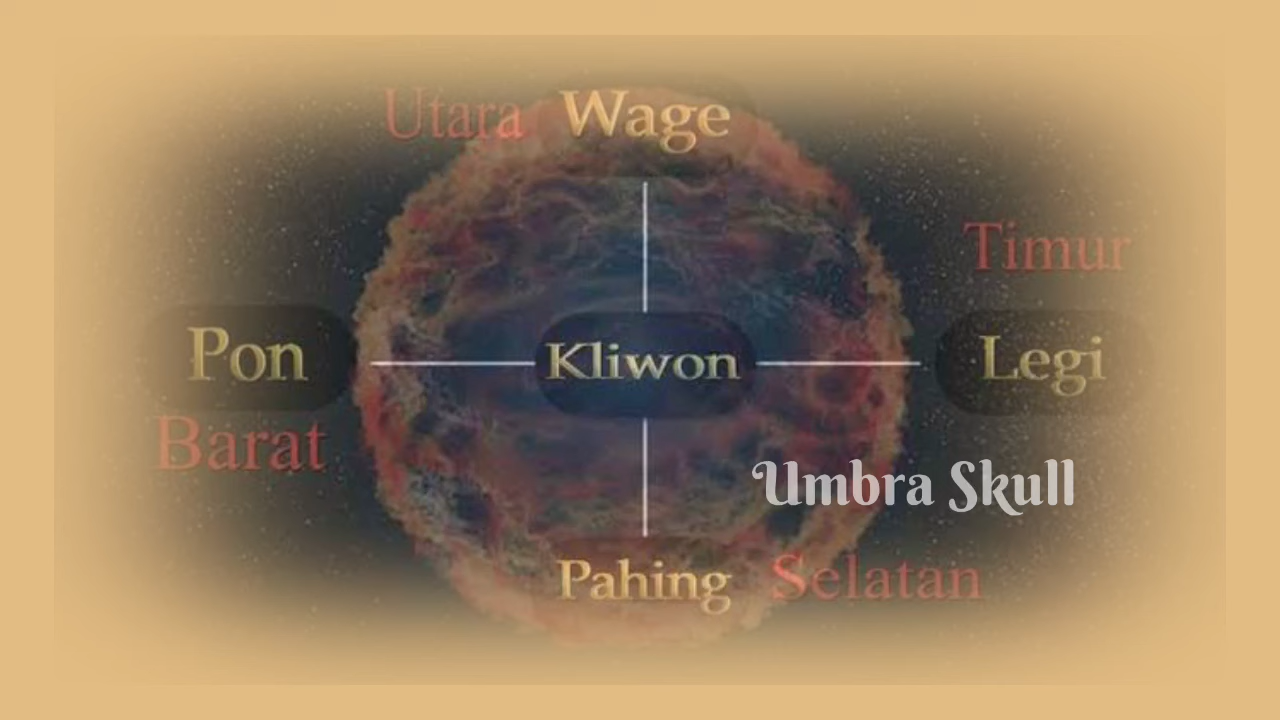 Utara Wage
Timur
Pon Kliwon Legi
Barat
Umbra Skull
Pahing Selatan